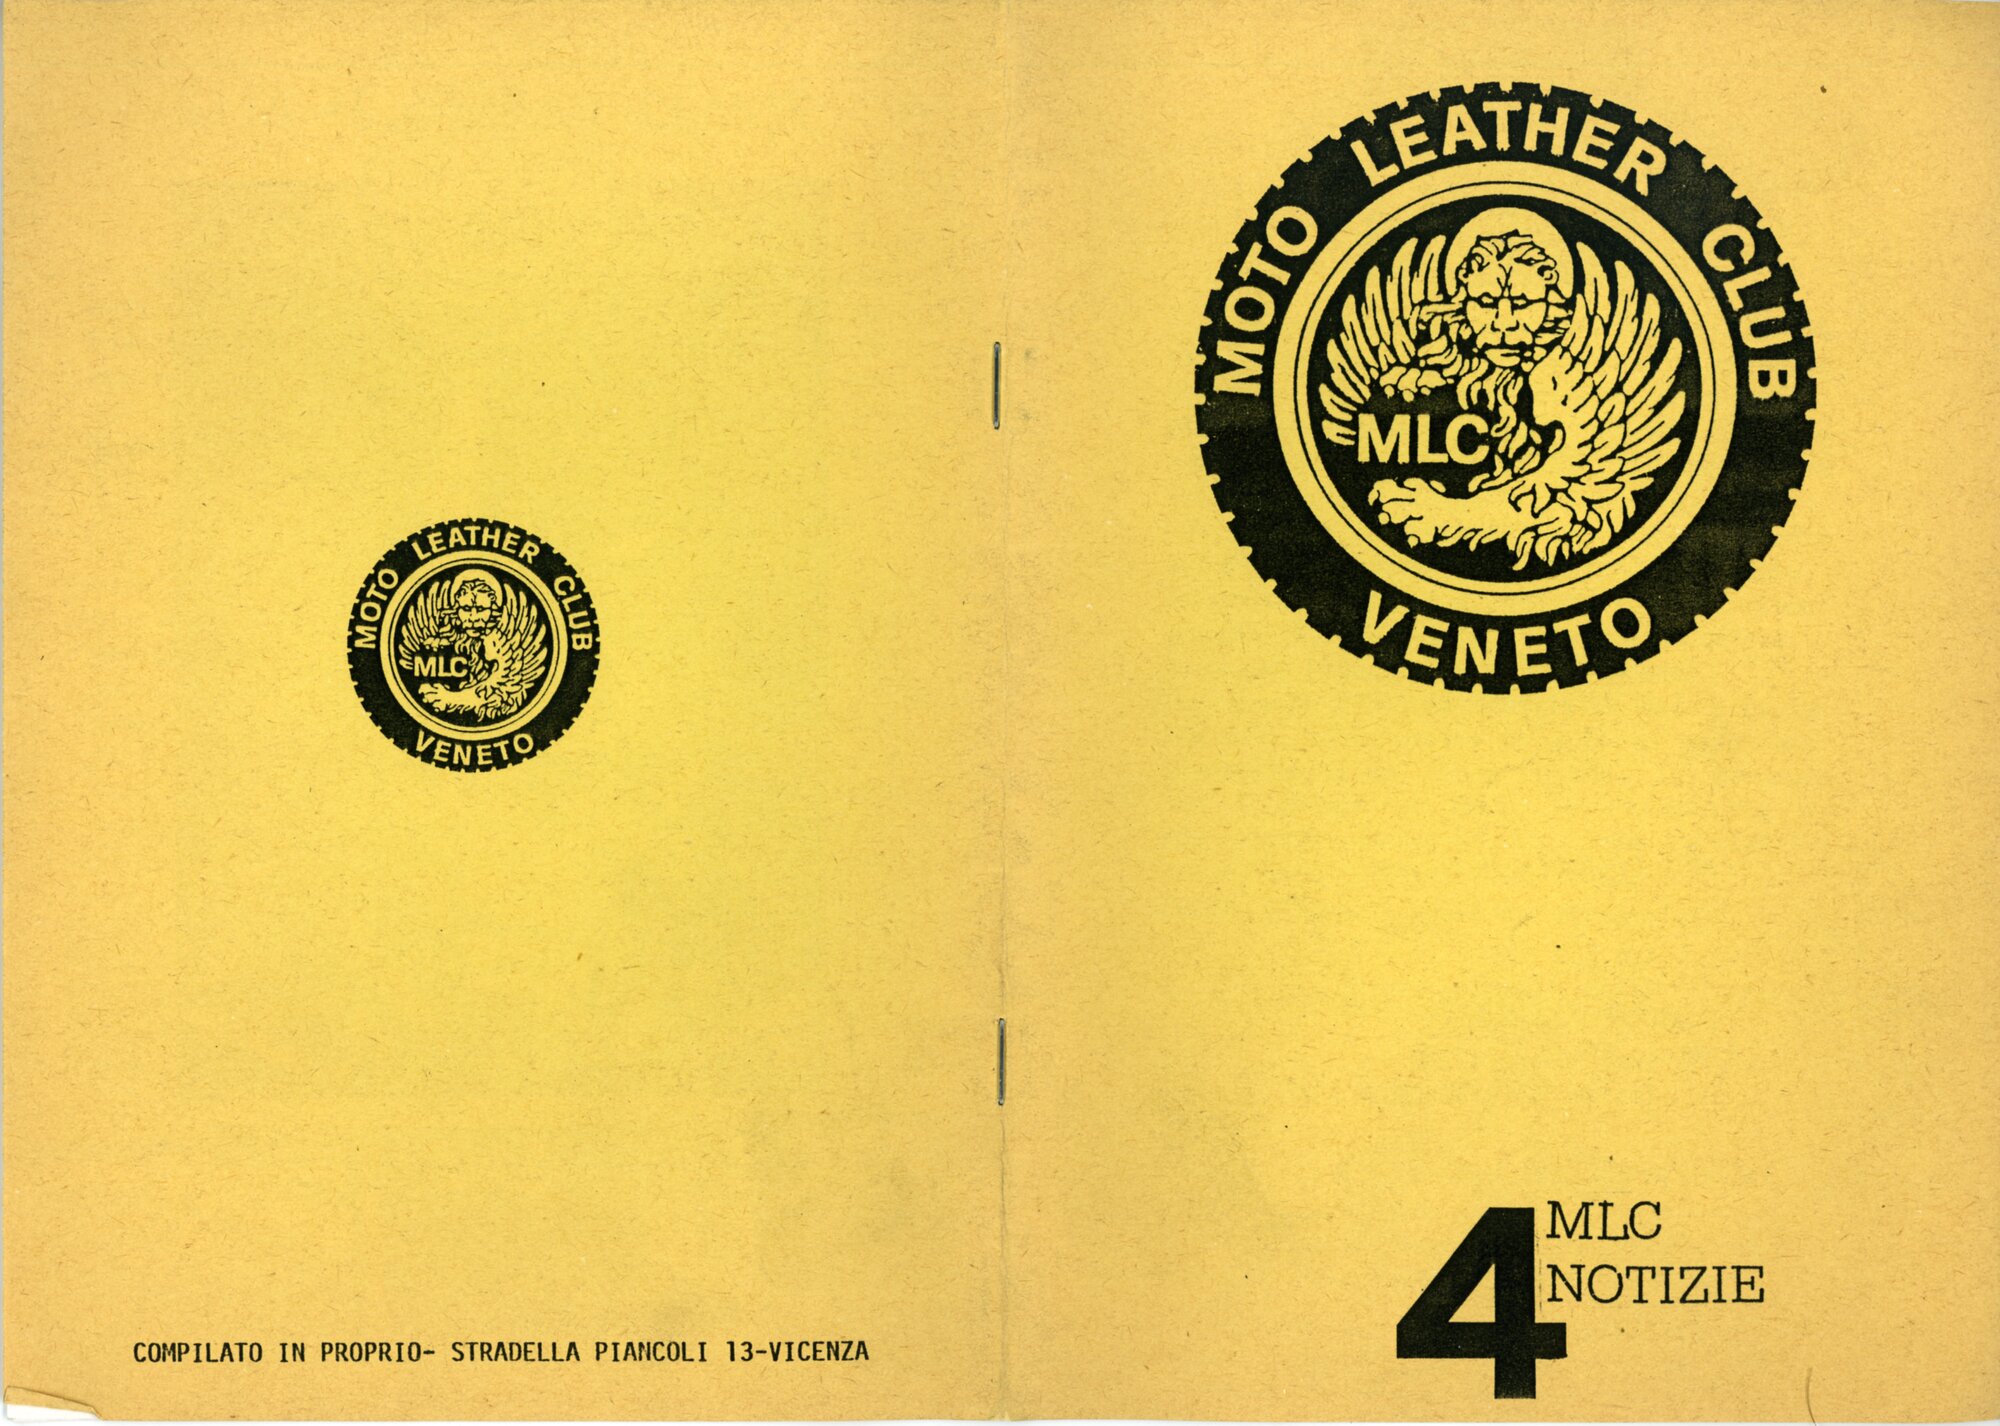 MOTO LEATHER CLUB
MLC
VENETO
COMPILATO IN PROPRIO- STRADELLA PIANCOLI 13-VICENZA
MOTO LEATHER CLUB
MLC
VENETO
4 MLC
NOTIZIE